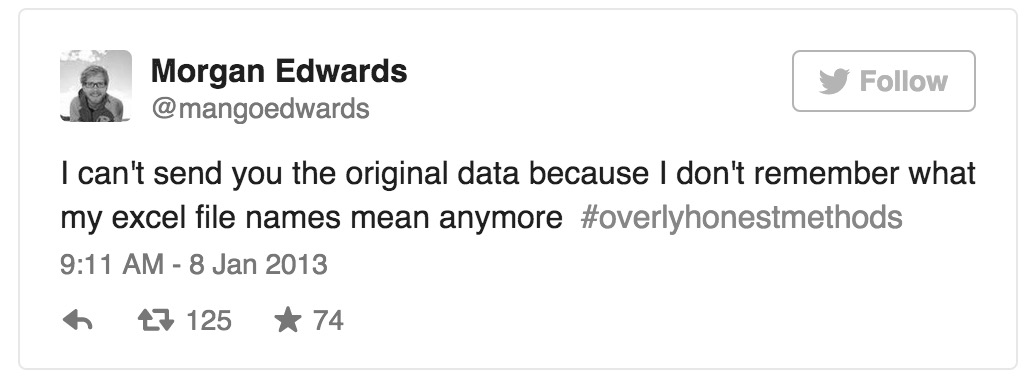 Morgan Edwards
@mangoedwards
Follow
I can't send you the original data because I don't remember what
my excel file names mean anymore #overlyhonestmethods
9:11 AM - 8 Jan 2013
125 74